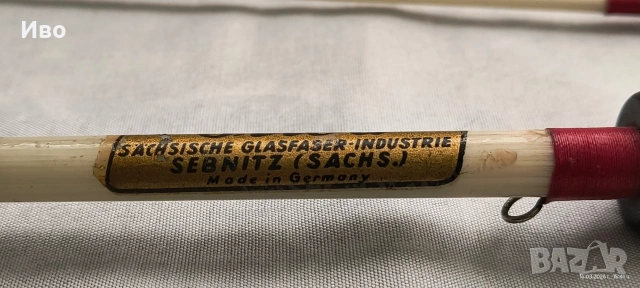 Иво
SÄCHSISCHE GLASFASER-INDUSTRIE
SEBNITZ (SACHS.)
Made in Germany
BAZAR